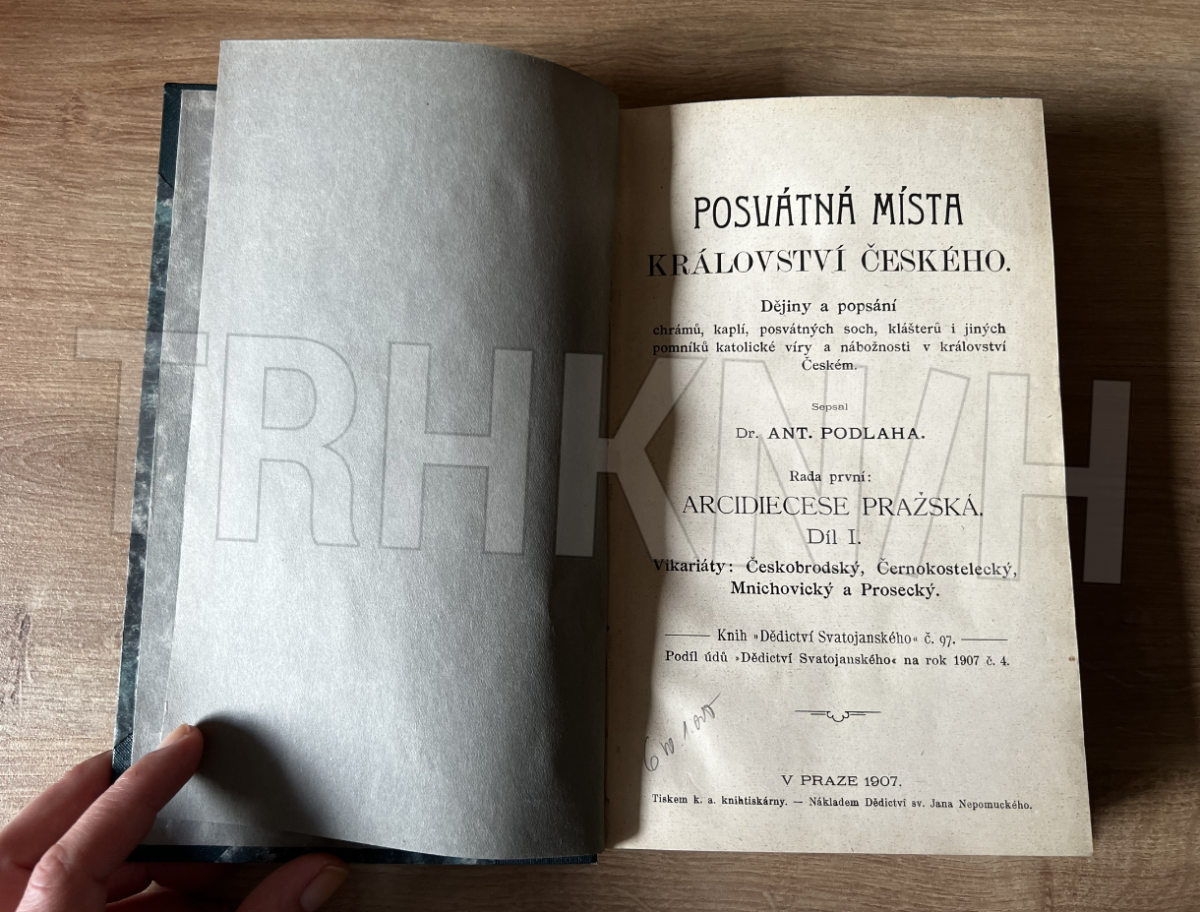 POSVÁTNÁ MÍSTA
KRÁLOVSTVÍ ČESKÉHO.
Dějiny a popsání
chrámů, kaplí, posvátných soch, klášterů i jiných
pomníků katolické víry a nábožnosti v království
Českém.
Sepsal
Dr. ANT. PODLAHA.
Řada první:
ARCIDIECESE PRAŽSKÁ.
Díl I.
Vikariáty: Českobrodský, Černokostelecký,
Mnichovický a Prosecký.
Knih »Dědictví Svatojanského« č. 97.
Podíl údů »Dědictví Svatojanského« na rok 1907 č. 4.
V PRAZE 1907.
Tiskem k. a. knihtiskárny. — Nákladem Dědictví sv. Jana Nepomuckého.
TRHKNIH